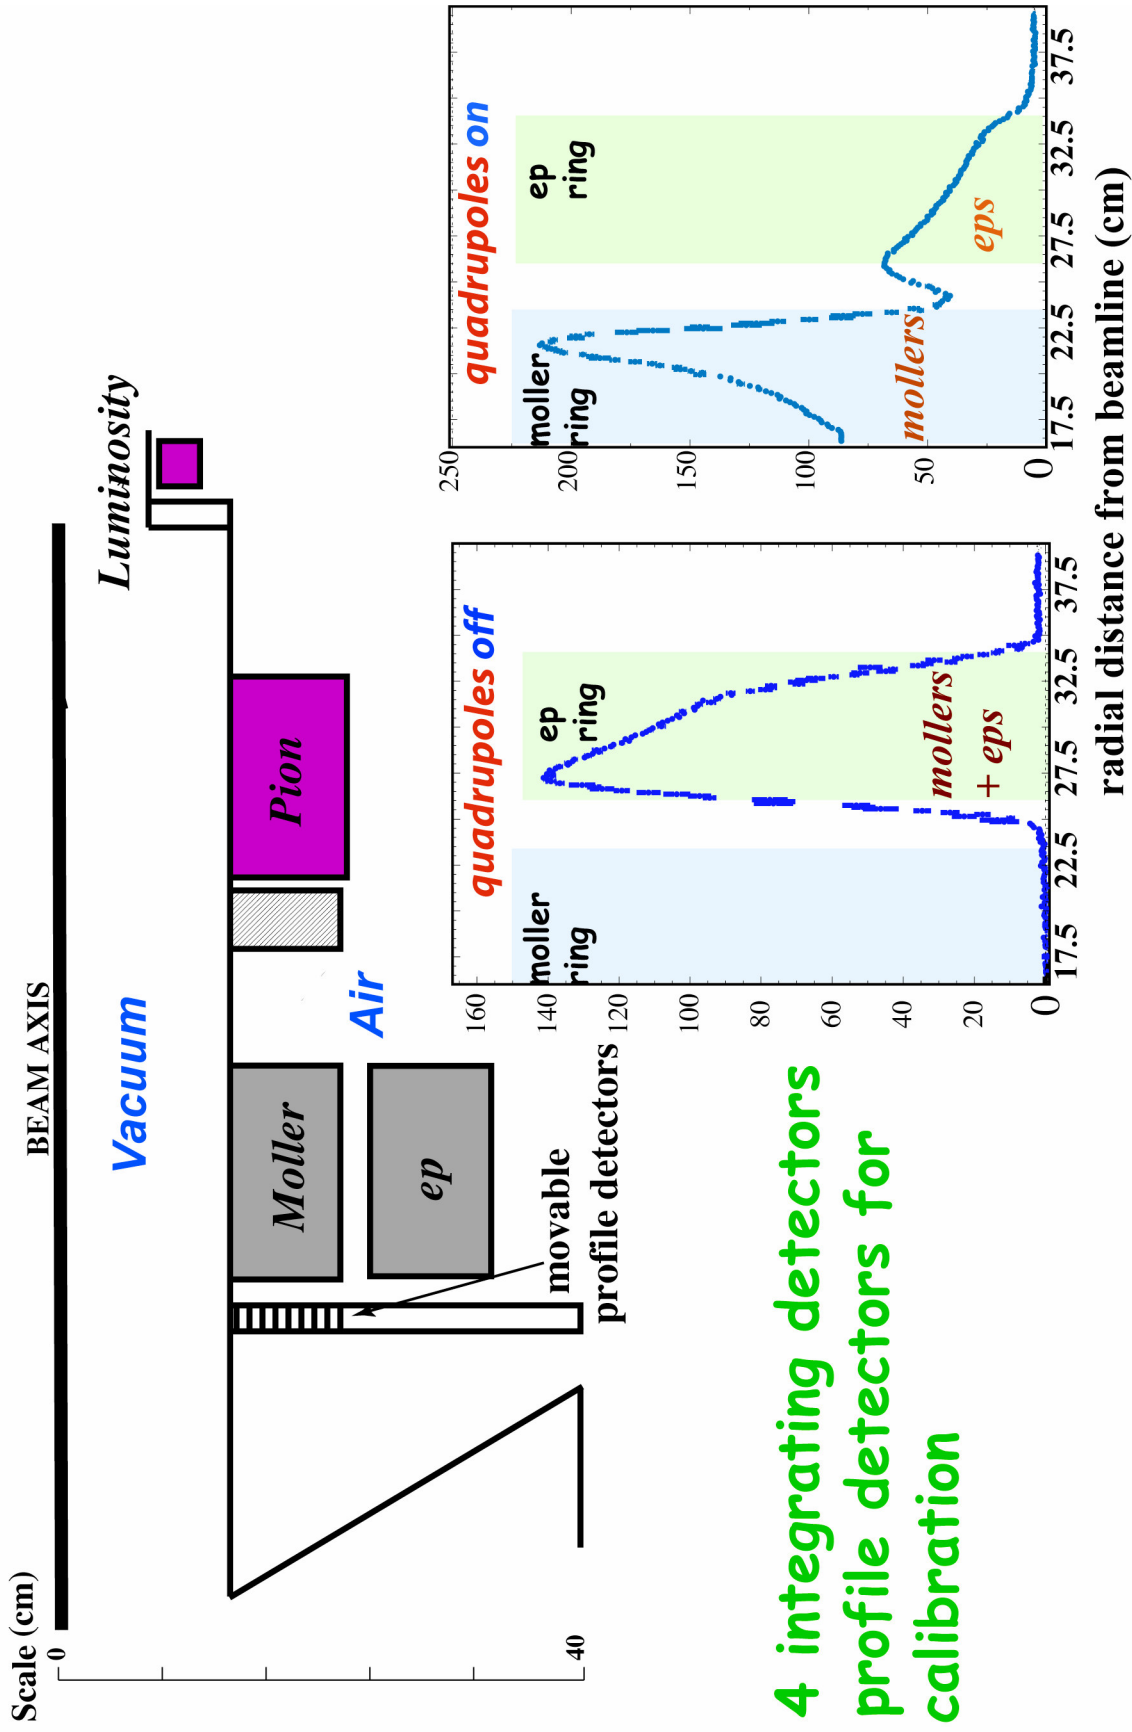 Scale (cm)
0
40
BEAM AXIS
Vacuum
Luminosity
Moller
Pion
Air
ep
movable
profile detectors
4 integrating detectors
profile detectors for
calibration
quadrupoles off
moller
ring
ep
ring
mollers
+ eps
160
140
120
100
80
60
40
20
0
17.5
22.5
27.5
32.5
37.5
quadrupoles on
moller
ring
ep
ring
mollers
eps
250
200
150
100
50
0
17.5
22.5
27.5
32.5
37.5
radial distance from beamline (cm)